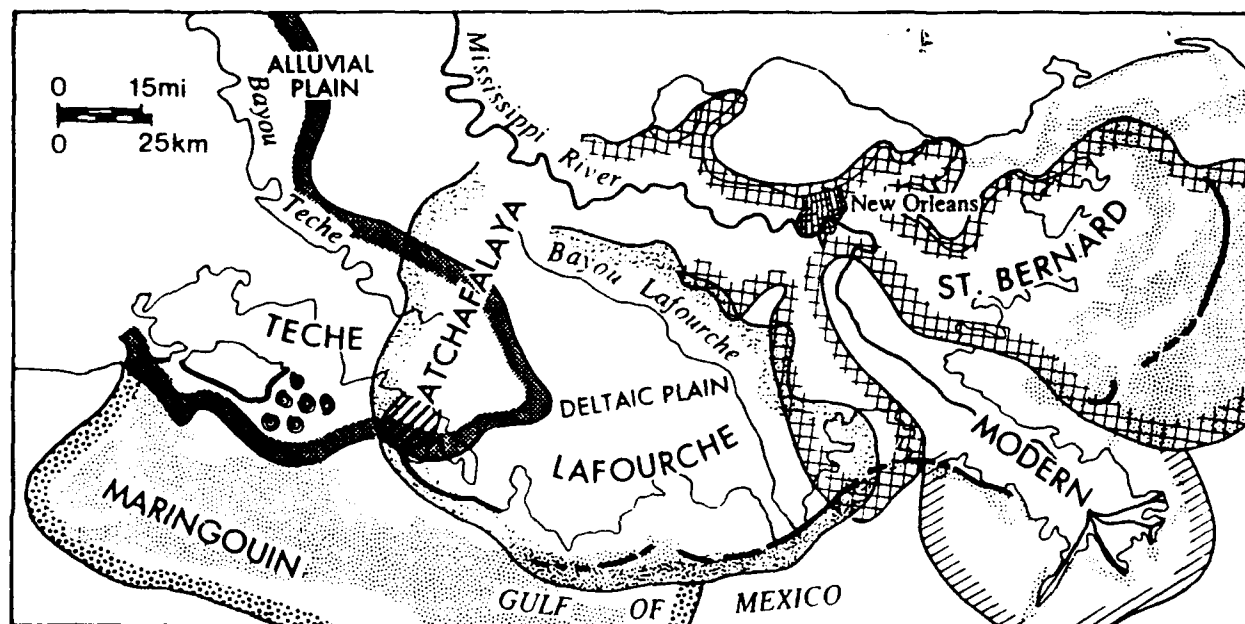 ALLUVIAL
PLAIN
0 15mi
0 25km
Bayou
Teche
Mississippi
River
New Orleans
ST. BERNARD
ATCHAFALAYA
Bayou Lafourche
TECHE
DELTAIC PLAIN
LAFOURCHE
MODERN
MARINGOUIN
GULF OF MEXICO